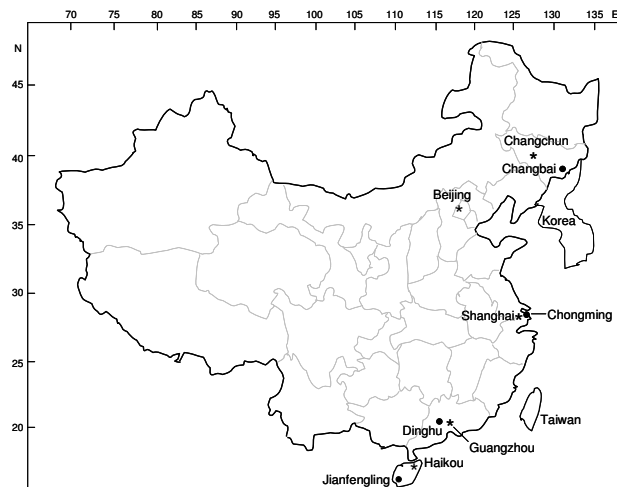 70 75 80 85 90 95 100 105 110 115 120 125 130 135 E
N
45
40
35
30
25
20
Changchun
*
Changbai
Beijing
*
Korea
Shanghai*
Chongming
Dinghu
*
Guangzhou
Taiwan
*
Haikou
Jianfengling